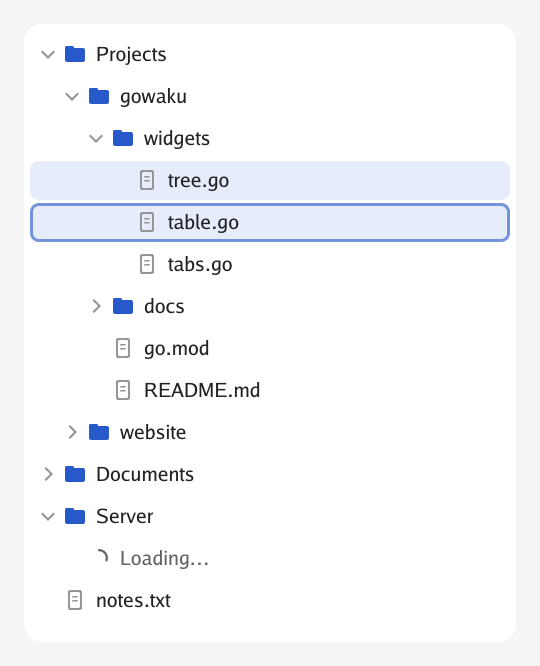 Projects
gowaku
widgets
tree.go
table.go
tabs.go
docs
go.mod
README.md
website
Documents
Server
Loading…
notes.txt